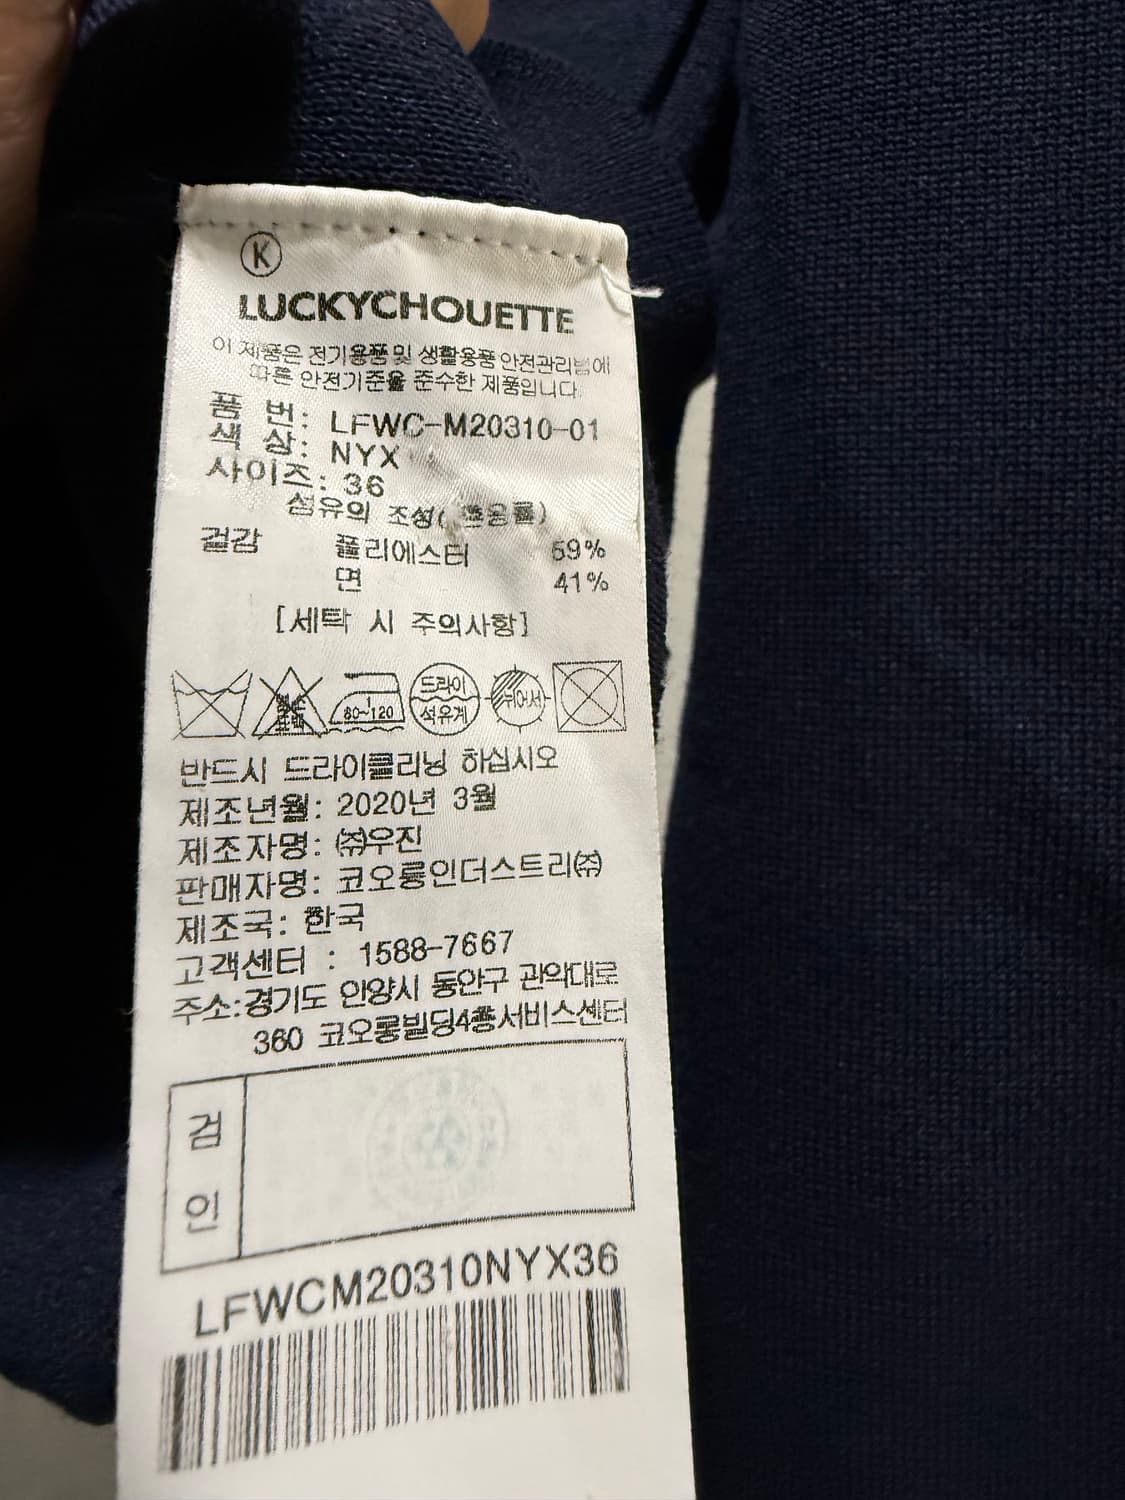 K
LUCKYCHOUETTE
이 제품은 전기용품 및 생활용품 안전관리법에
따른 안전기준을 준수한 제품입니다
품 번: LFWC-M20310-01
색 상: NYX
사이즈: 36
섬유의 조성(혼용률)
겉감 폴리에스터 59%
면 41%
[세탁 시 주의사항]
80~120
드라이
석유계
뉘어서
반드시 드라이클리닝 하십시오
제조년월: 2020년 3월
제조자명: ㈜우진
판매자명: 코오롱인더스트리㈜
제조국: 한국
고객센터 : 1588-7667
주소:경기도 안양시 동안구 관악대로
360 코오롱빌딩4층서비스센터
검
인
LFWCM20310NYX36